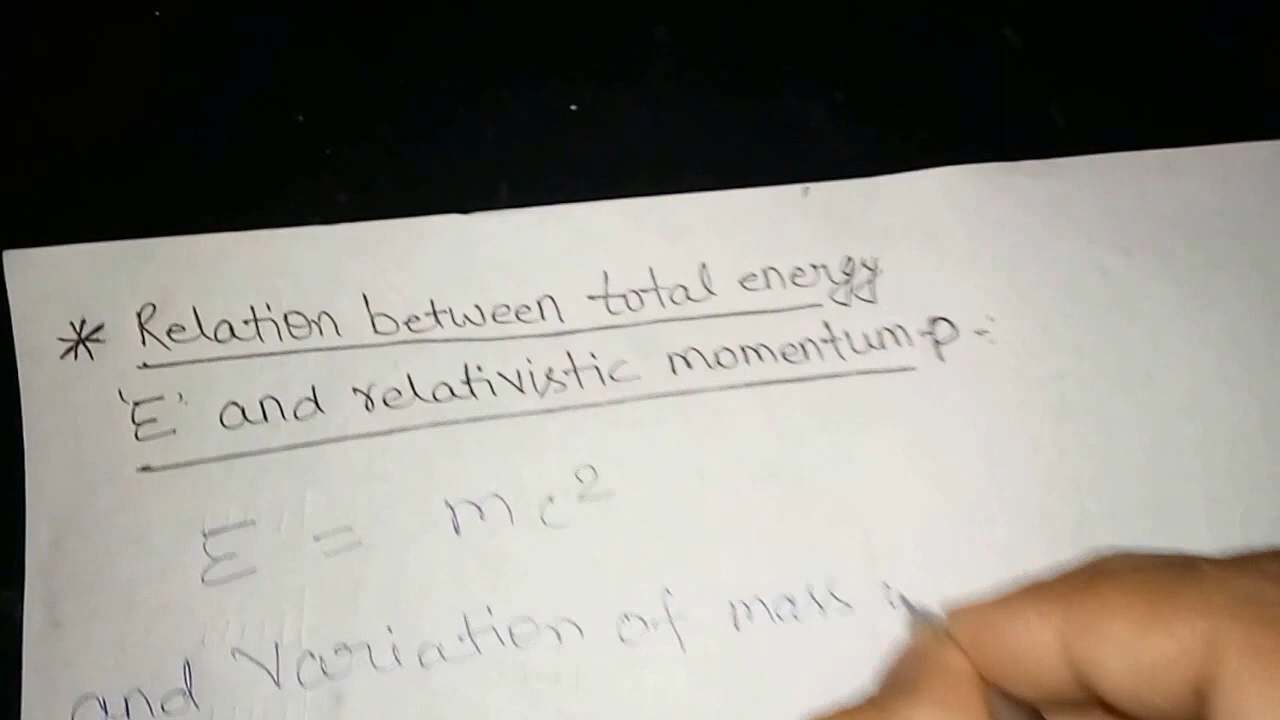 * Relation between total energy
'E' and relativistic momentum p :-
E = mc²
and Variation of mass